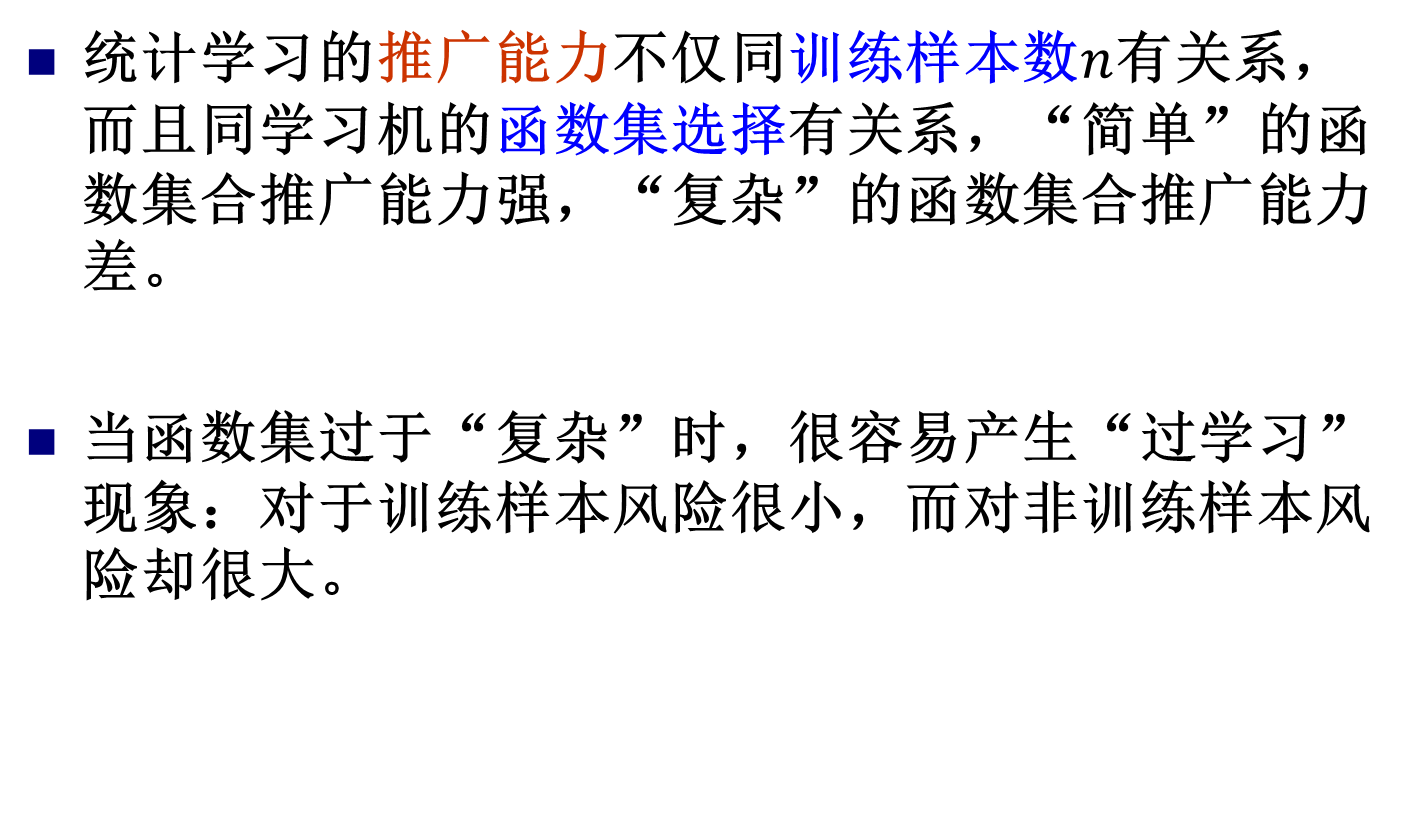 统计学习的推广能力不仅同训练样本数n有关系，
而且同学习机的函数集选择有关系，“简单”的函
数集合推广能力强，“复杂”的函数集合推广能力
差。
当函数集过于“复杂”时，很容易产生“过学习”
现象：对于训练样本风险很小，而对非训练样本风
险却很大。